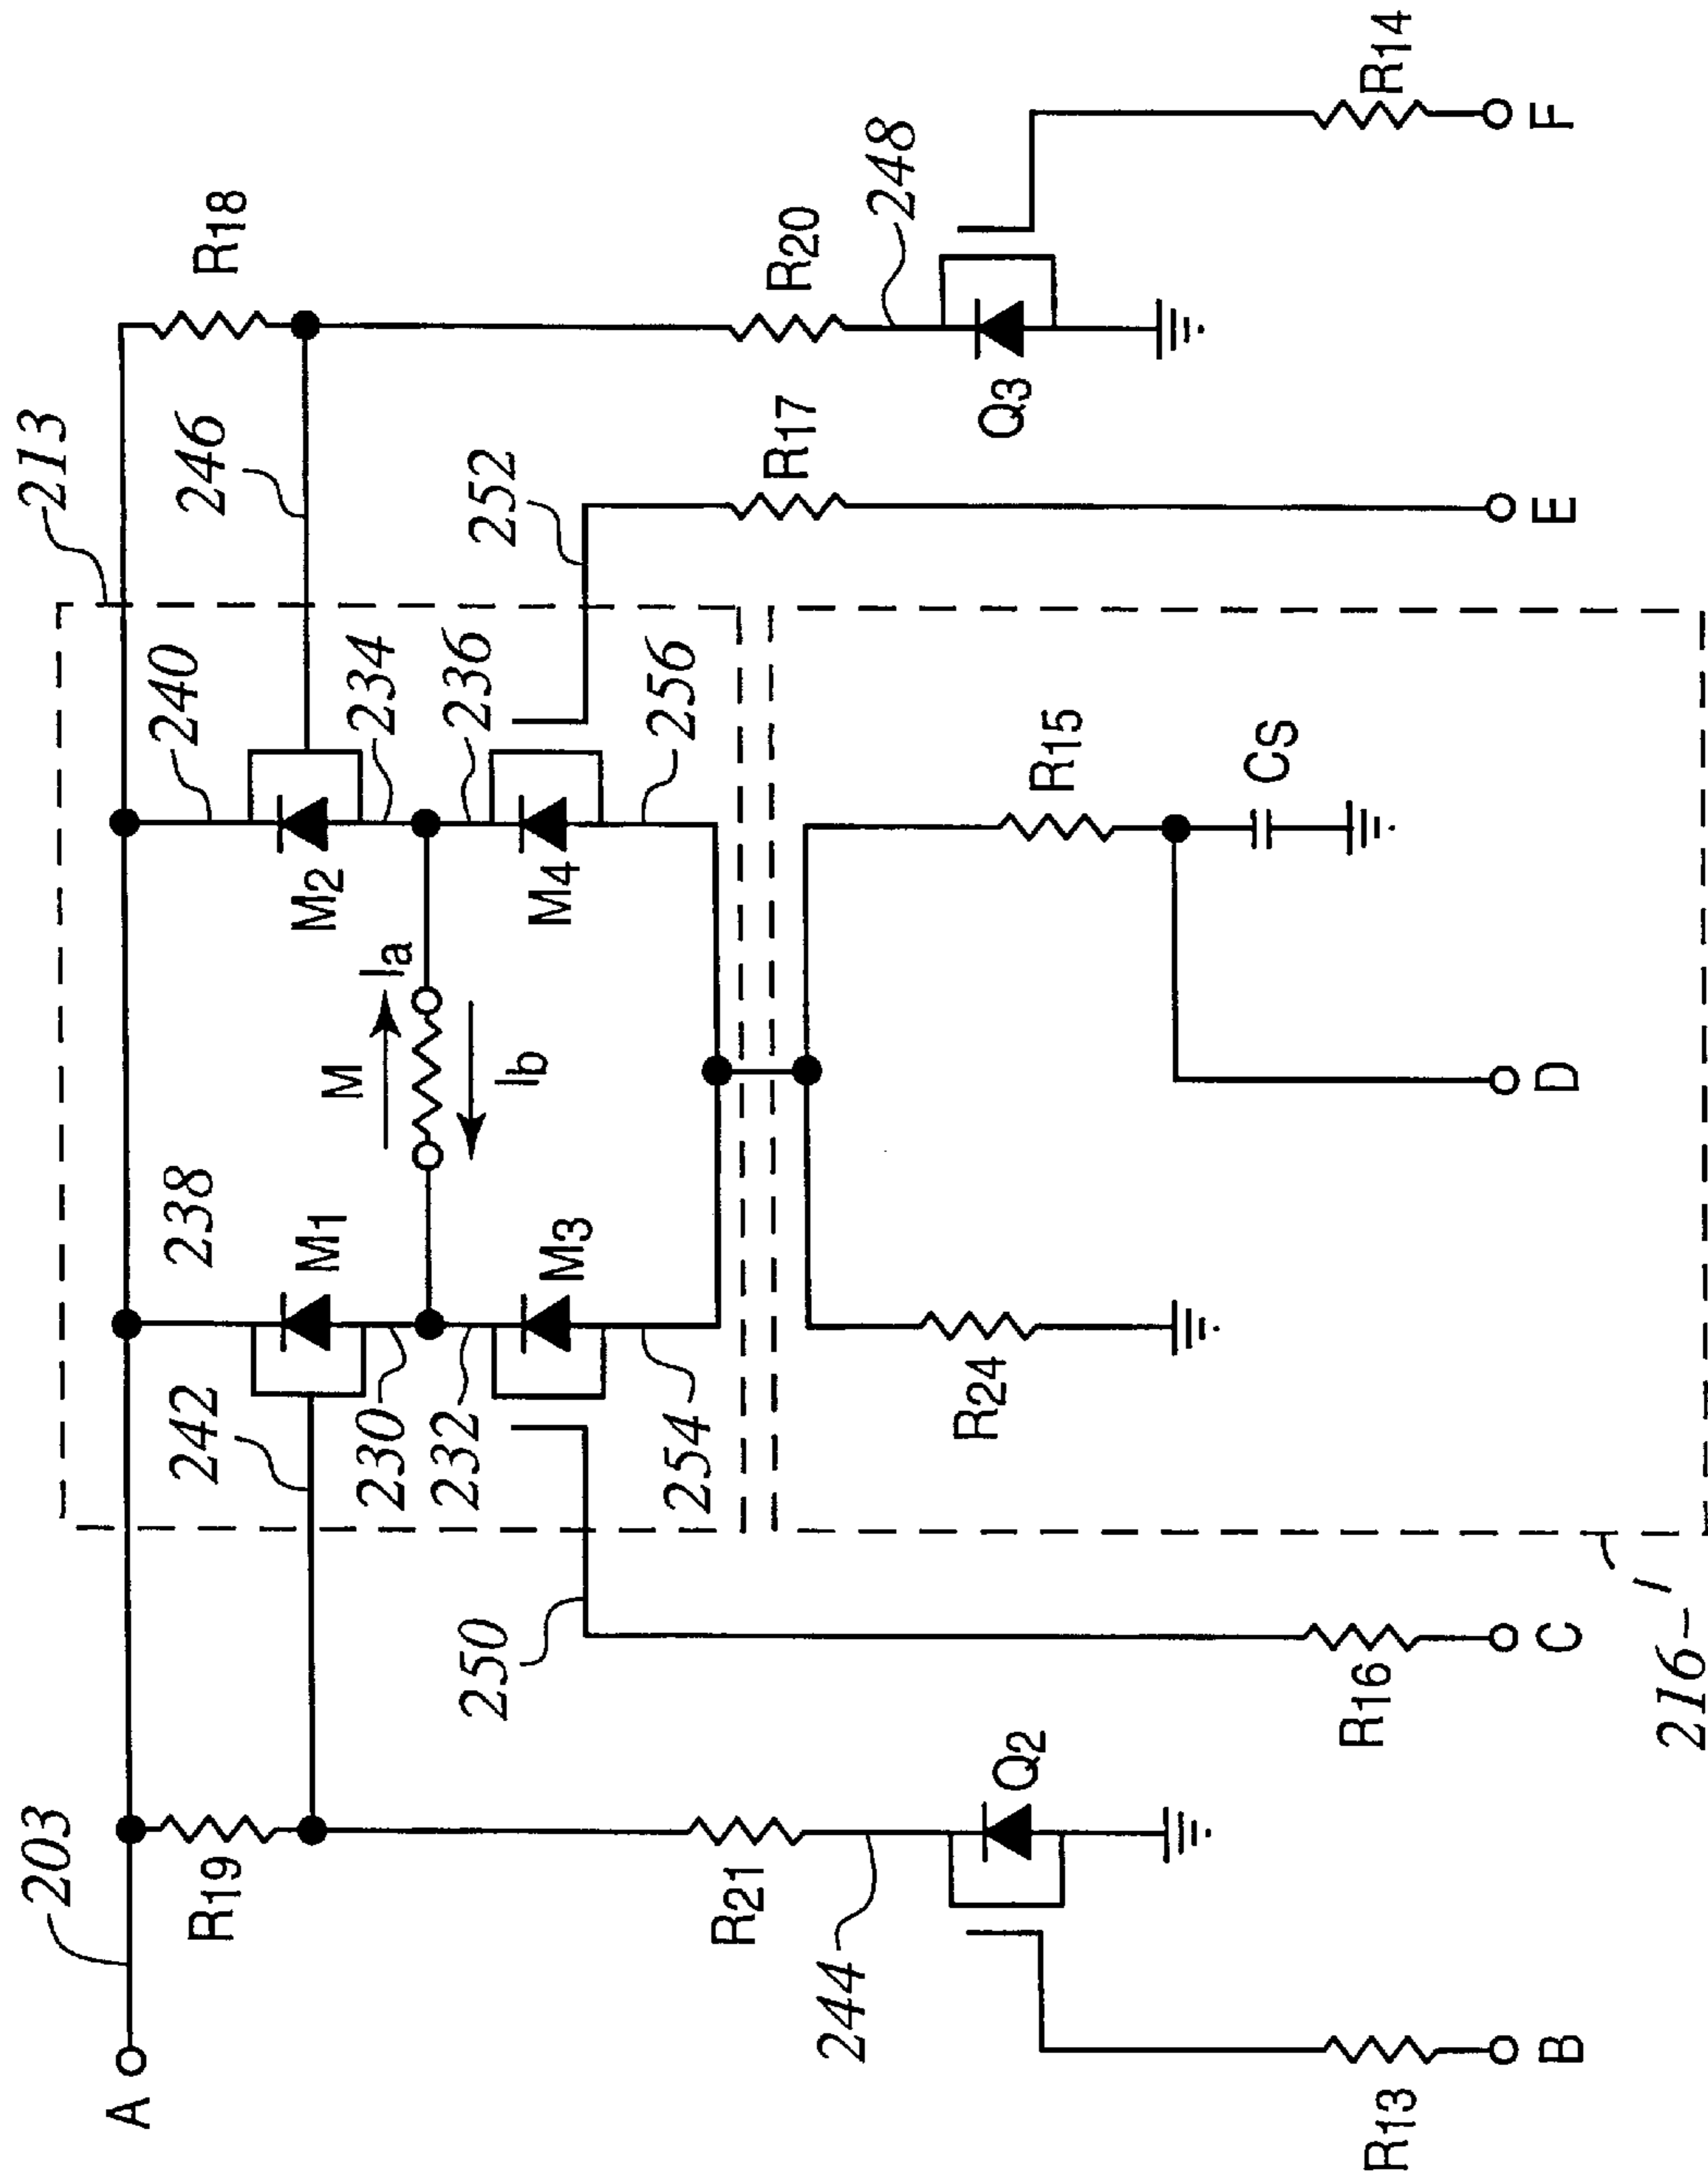 A
203
R19
242
238
213
240
246
R18
M1
M
Ia
M2
230
234
232
Ib
236
M3
M4
252
250
254
256
R21
R17
R20
244
248
Q2
Q3
R24
R15
CS
R13
R16
R14
B
C
D
E
F
216